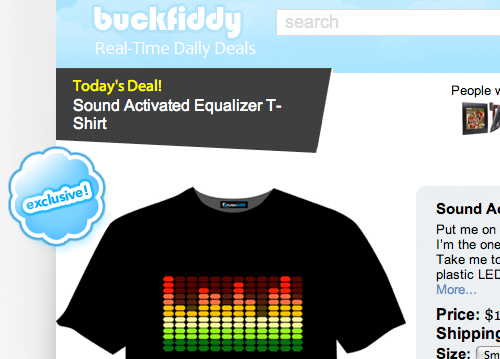 buckfiddy
search
Real-Time Daily Deals
Today's Deal!
Sound Activated Equalizer T-
Shirt
People w
exclusive!
Sound Ac
Put me on
I'm the one
Take me to
plastic LED
More...
Price: $1
Shipping
Size: Sm